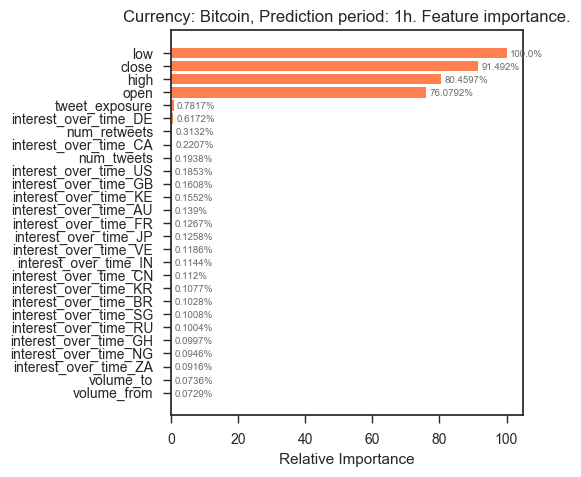 Currency: Bitcoin, Prediction period: 1h. Feature importance.
low 100.0%
close 91.492%
high 80.4597%
open 76.0792%
tweet_exposure 0.7817%
interest_over_time_DE 0.6172%
num_retweets 0.3132%
interest_over_time_CA 0.2207%
num_tweets 0.1938%
interest_over_time_US 0.1853%
interest_over_time_GB 0.1608%
interest_over_time_KE 0.1552%
interest_over_time_AU 0.139%
interest_over_time_FR 0.1267%
interest_over_time_JP 0.1258%
interest_over_time_VE 0.1186%
interest_over_time_IN 0.1144%
interest_over_time_CN 0.112%
interest_over_time_KR 0.1077%
interest_over_time_BR 0.1028%
interest_over_time_SG 0.1008%
interest_over_time_RU 0.1004%
interest_over_time_GH 0.0997%
interest_over_time_NG 0.0946%
interest_over_time_ZA 0.0916%
volume_to 0.0736%
volume_from 0.0729%
0 20 40 60 80 100
Relative Importance